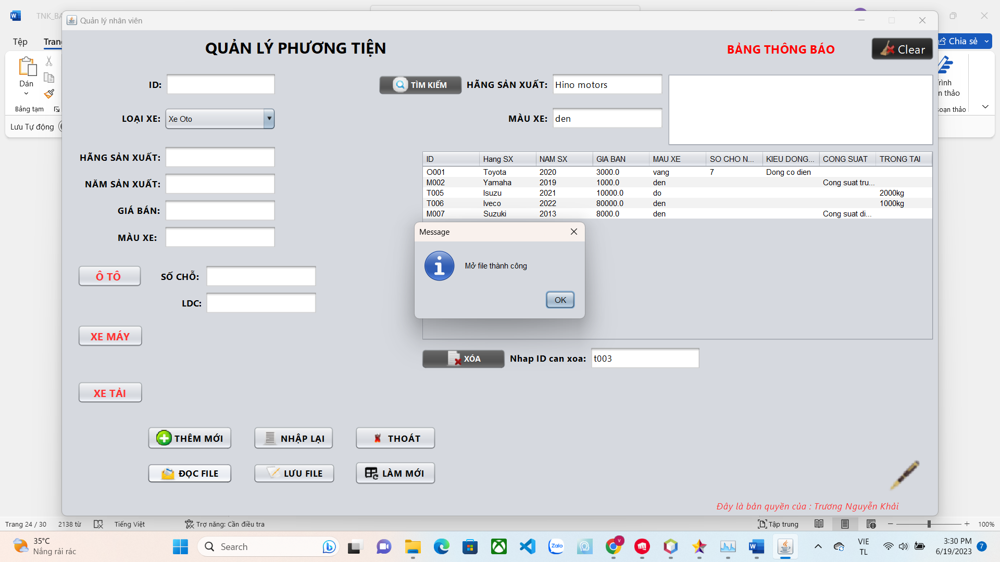 TNK_BA
Quản lý nhân viên
Tệp
Trang
Chia sẻ
Dán
Bảng tạm
Lưu Tự động
rình
n thảo
soạn thảo
QUẢN LÝ PHƯƠNG TIỆN
BẢNG THÔNG BÁO
Clear
ID:
TÌM KIẾM
HÃNG SẢN XUẤT:
Hino motors
LOẠI XE:
Xe Oto
MÀU XE:
den
HÃNG SẢN XUẤT:
NĂM SẢN XUẤT:
GIÁ BÁN:
MÀU XE:
ID Hang SX NAM SX GIA BAN MAU XE SO CHO N... KIEU DONG... CONG SUAT TRONG TAI
O001 Toyota 2020 3000.0 vang 7 Dong co dien
M002 Yamaha 2019 1000.0 den Cong suat tru...
T005 Isuzu 2021 10000.0 do 2000kg
T006 Iveco 2022 80000.0 den 1000kg
M007 Suzuki 2013 8000.0 den Cong suat di...
Message
Mở file thành công
OK
Ô TÔ
SỐ CHỖ:
LDC:
XE MÁY
XE TẢI
XÓA
Nhap ID can xoa:
t003
THÊM MỚI
NHẬP LẠI
THOÁT
ĐỌC FILE
LƯU FILE
LÀM MỚI
Đây là bản quyền của : Trương Nguyễn Khải
Trang 24 / 30
2138 từ
Tiếng Việt
Trợ năng: Cần điều tra
Tập trung
100%
35°C
Nắng rải rác
Search
Zalo
V
VIE
TL
3:30 PM
6/19/2023
7